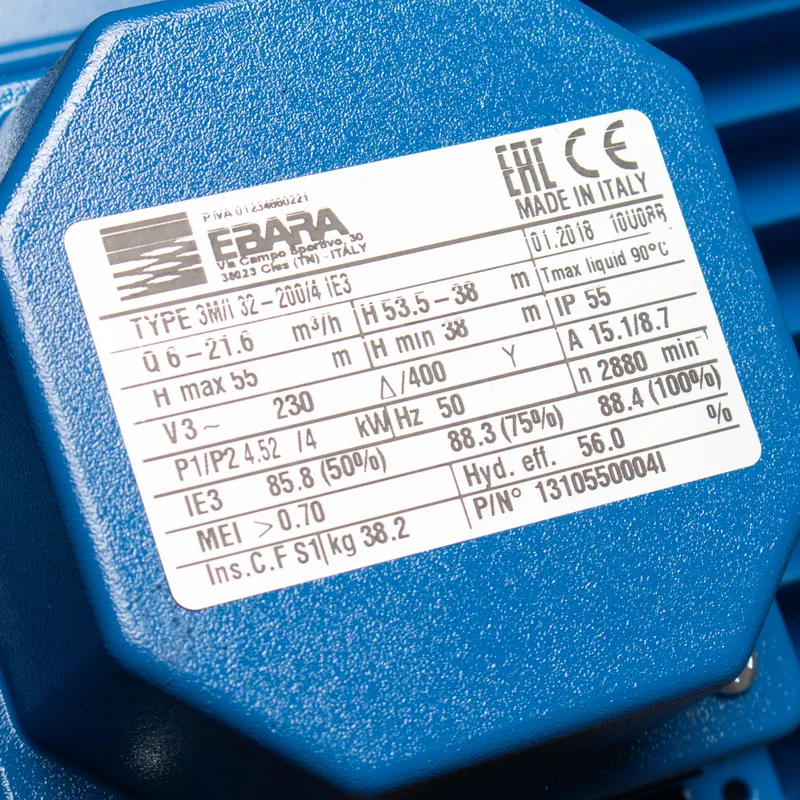 P.IVA 01234660221
EBARA
Via Campo Sportivo, 30
38023 Cles (TN) - ITALY
EAC CE
MADE IN ITALY
TYPE 3M/I 32-200/4 IE3 01.2018 10U08B
Q 6-21.6 m³/h H 53.5-38 m Tmax liquid 90°C
H max 55 m H min 38 m IP 55
V3~ 230 Δ/400 Y A 15.1/8.7
P1/P2 4.52 /4 kW Hz 50 n 2880 min⁻
IE3 85.8 (50%) 88.3 (75%) 88.4 (100%)
MEI >0.70 Hyd. eff. 56.0 %
Ins.C.F S1 kg 38.2 P/N° 1310550004I